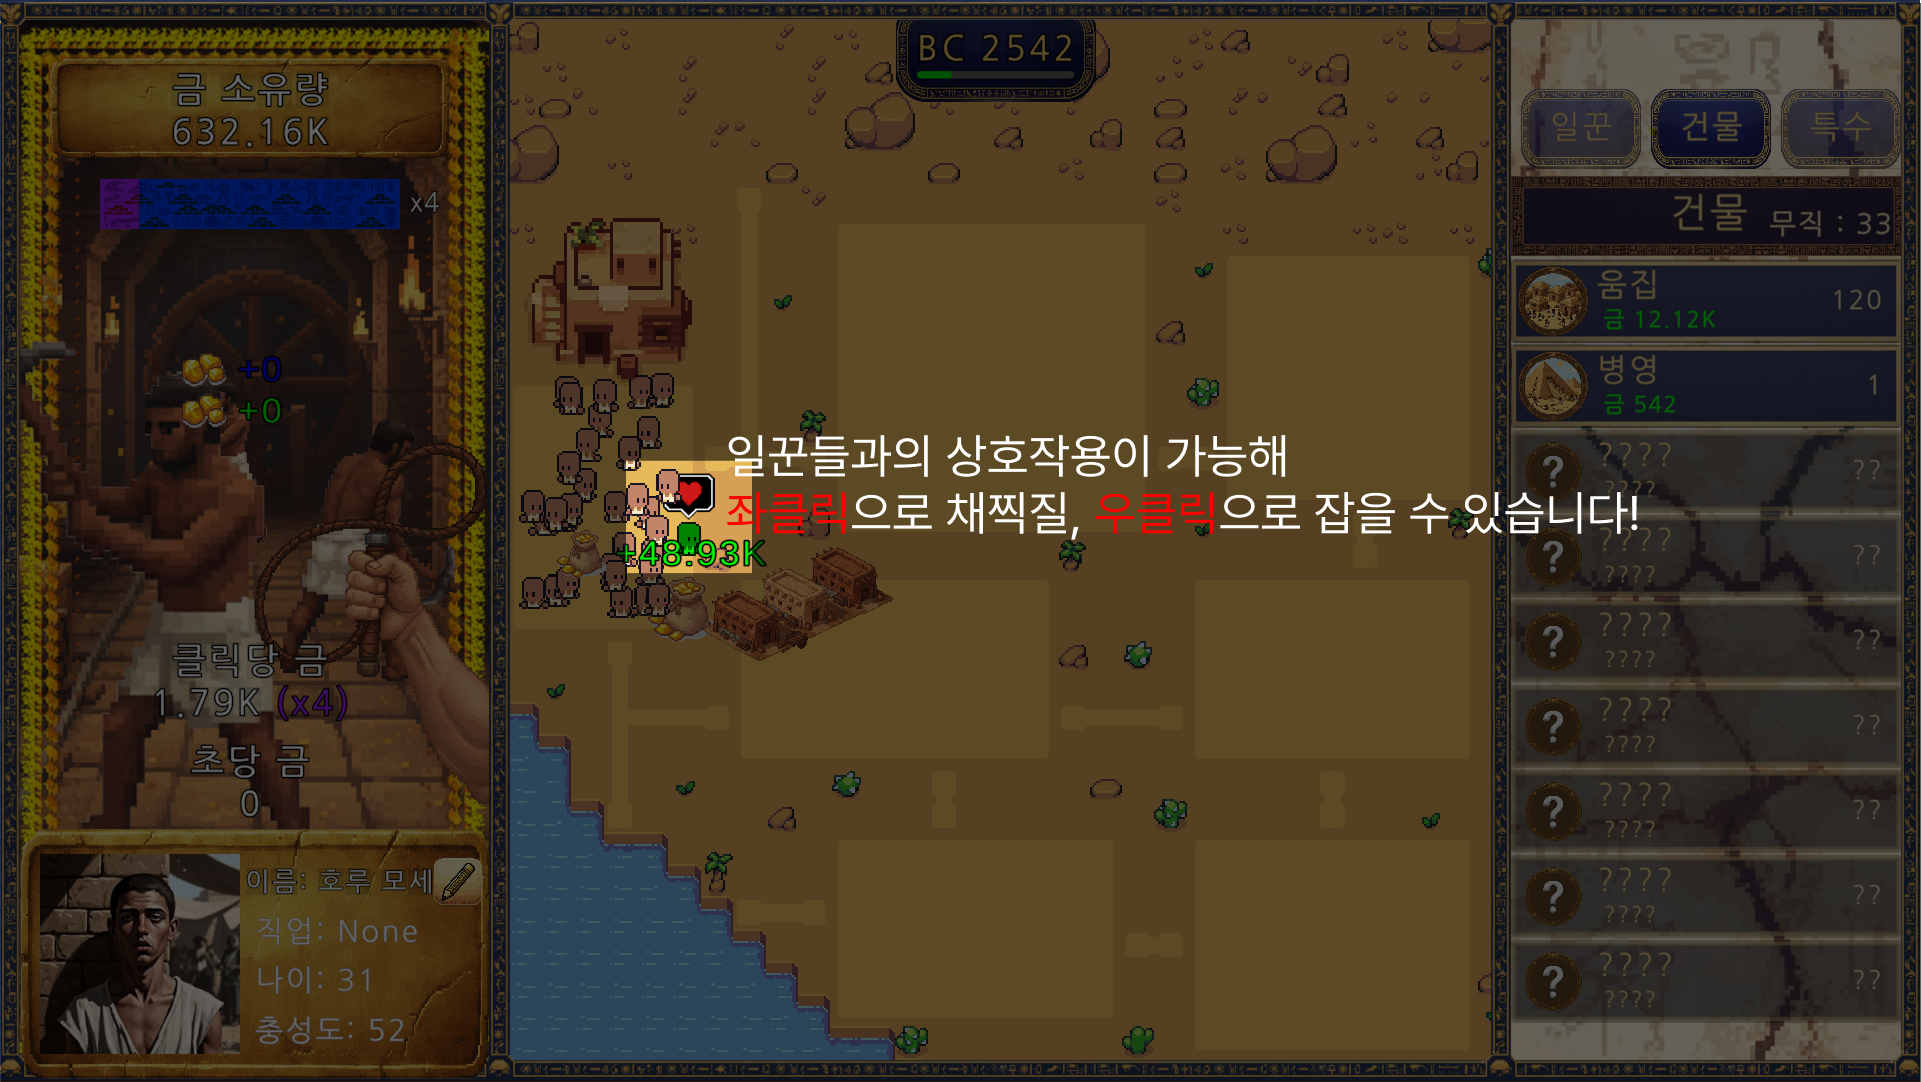 금 소유량
632.16K
x4
+0
+0
클릭당 금
1.79K (x4)
초당 금
0
이름: 호루 모세
직업: None
나이: 31
충성도: 52
BC 2542
일꾼들과의 상호작용이 가능해
좌클릭으로 채찍질, 우클릭으로 잡을 수 있습니다!
+48.93K
일꾼
건물
특수
건물 무직 : 33
움집
금 12.12K
120
병영
금 542
1
????
????
??
????
????
??
????
????
??
????
????
??
????
????
??
????
????
??
????
????
??